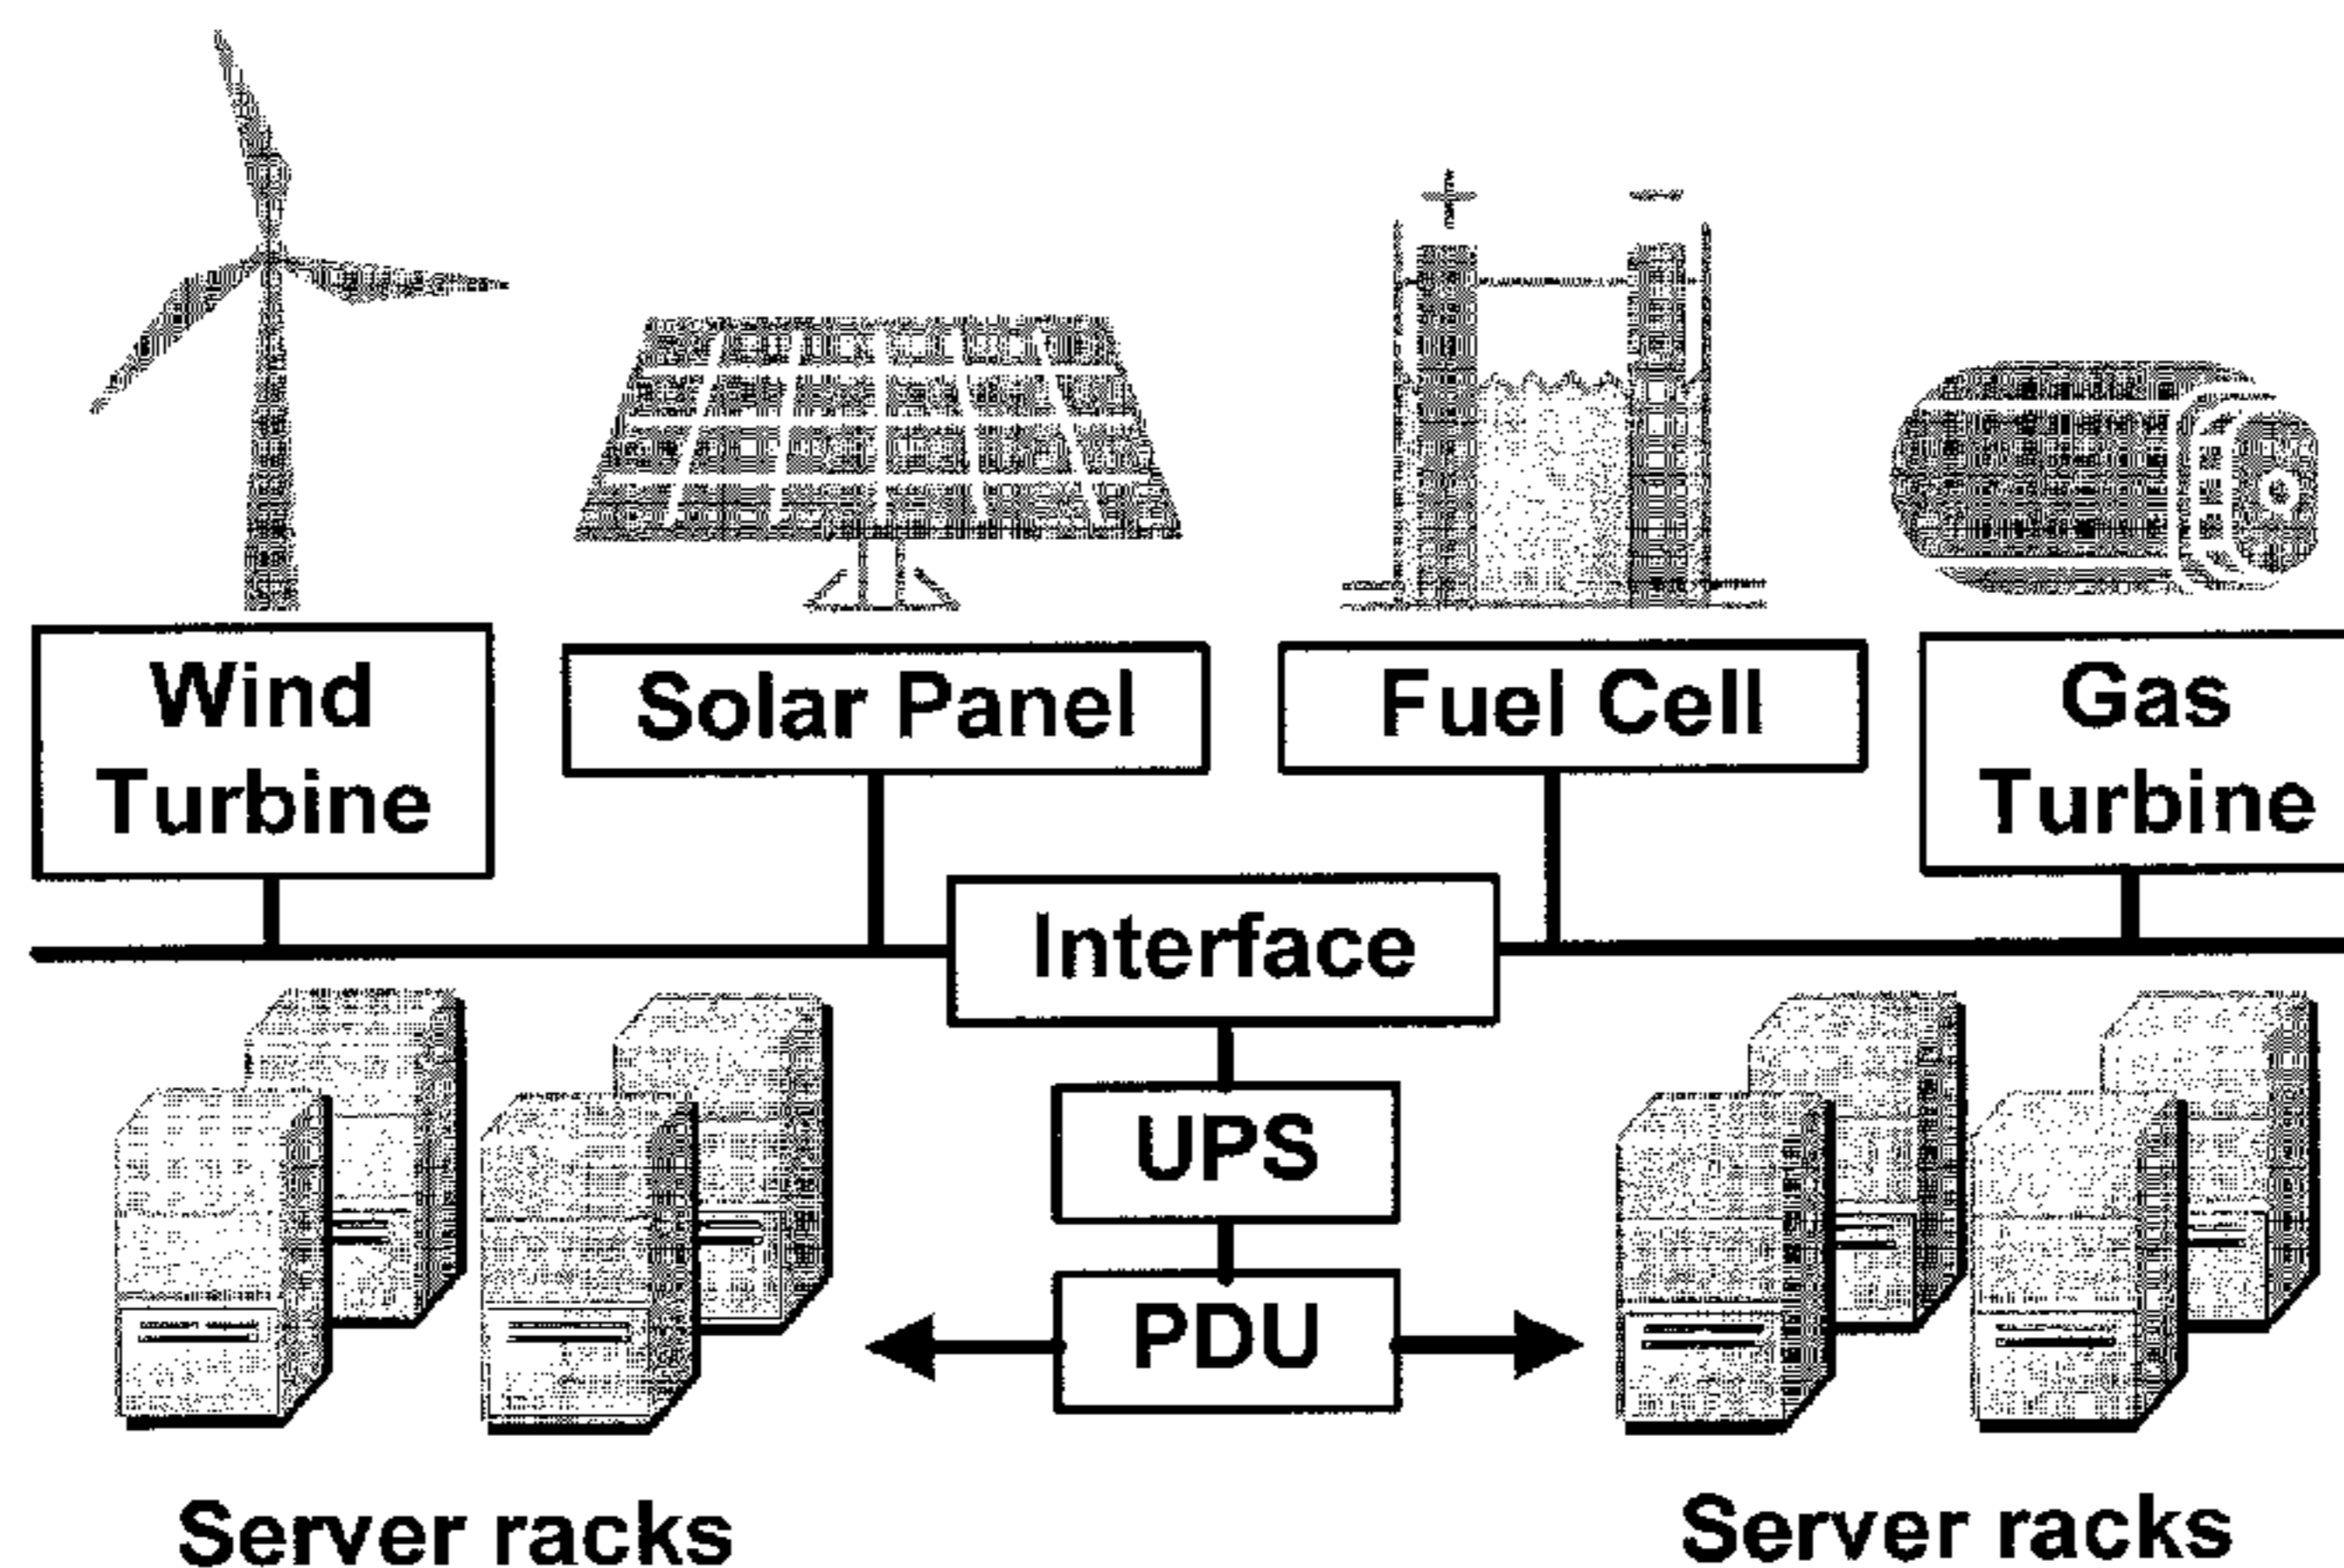 Wind
Turbine
Solar Panel
Fuel Cell
Gas
Turbine
Interface
UPS
PDU
Server racks
Server racks